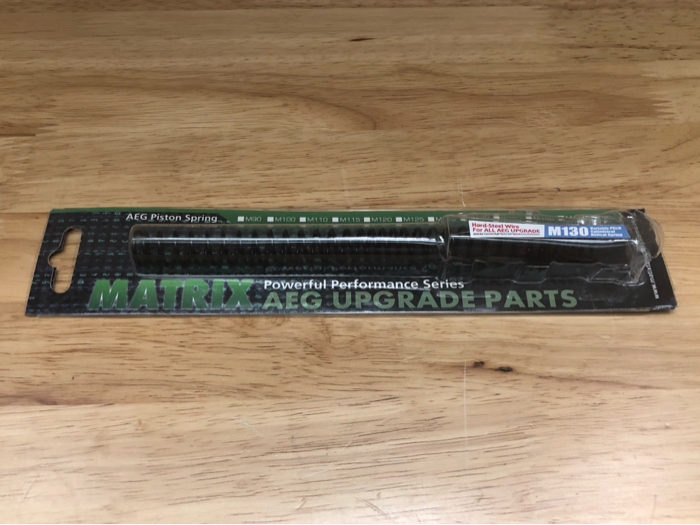 AEG Piston Spring
M90 M100 M110 M115 M120 M125
Hard-Steel Wire
For ALL AEG UPGRADE
M130
MATRIX
Powerful Performance Series
AEG UPGRADE PARTS